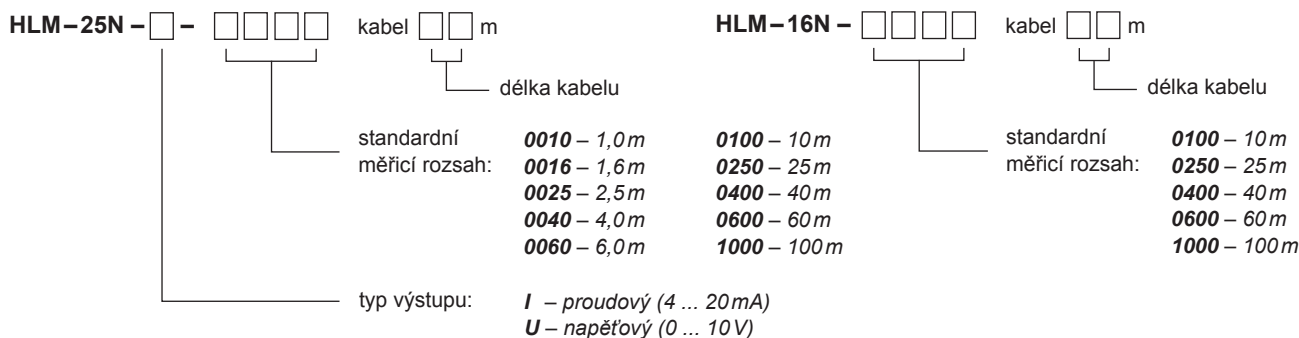 HLM–25N – □ – □□□□ kabel □□ m
délka kabelu
standardní
měřicí rozsah:
0010 – 1,0 m
0016 – 1,6 m
0025 – 2,5 m
0040 – 4,0 m
0060 – 6,0 m
0100 – 10 m
0250 – 25 m
0400 – 40 m
0600 – 60 m
1000 – 100 m
typ výstupu:
I – proudový (4 ... 20 mA)
U – napěťový (0 ... 10 V)
HLM–16N – □□□□ kabel □□ m
délka kabelu
standardní
měřicí rozsah:
0100 – 10 m
0250 – 25 m
0400 – 40 m
0600 – 60 m
1000 – 100 m